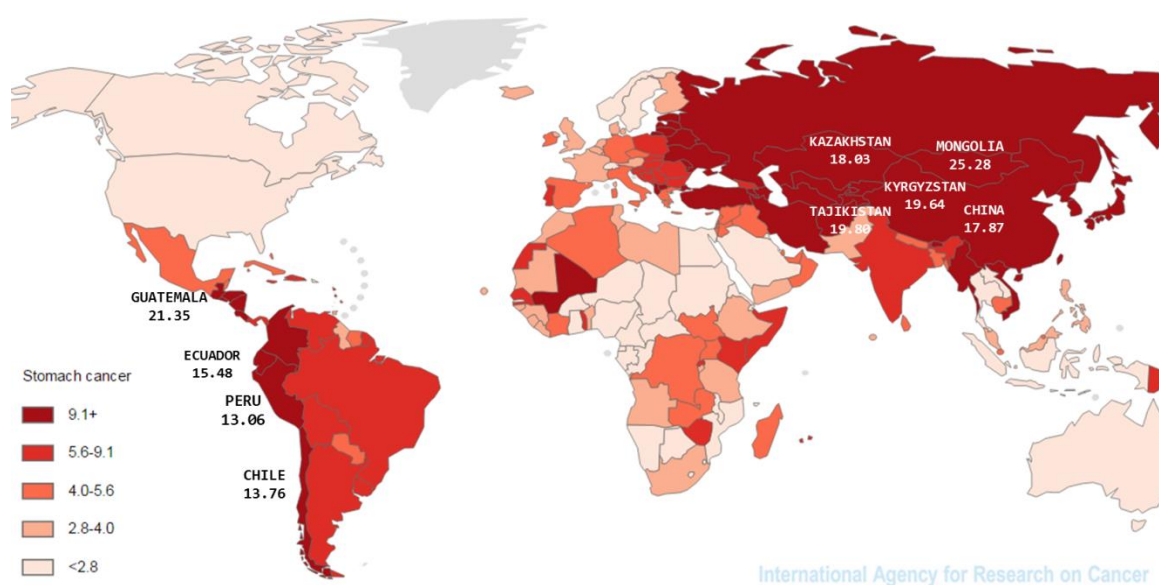 KAZAKHSTAN
18.03
MONGOLIA
25.28
KYRGYZSTAN
19.64
TAJIKISTAN
19.80
CHINA
17.87
GUATEMALA
21.35
ECUADOR
15.48
PERU
13.06
CHILE
13.76
Stomach cancer
9.1+
5.6-9.1
4.0-5.6
2.8-4.0
<2.8
International Agency for Research on Cancer